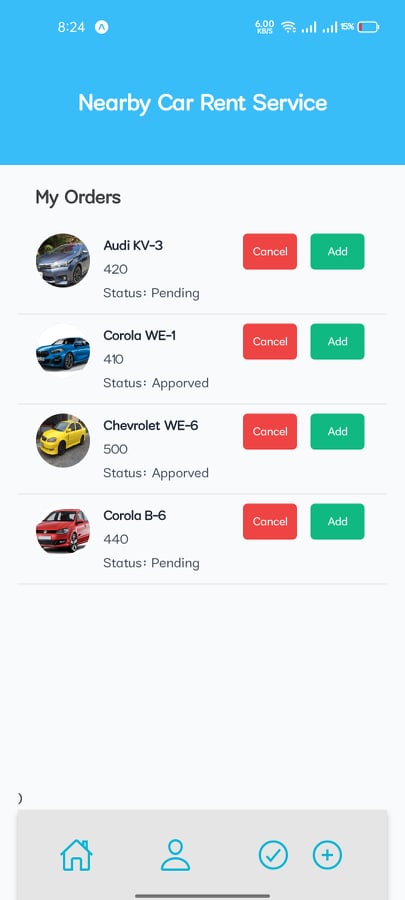 8:24
6.00 KB/S
15%
Nearby Car Rent Service
My Orders
Audi KV-3
Cancel Add
420
Status: Pending
Corola WE-1
Cancel Add
410
Status: Apporved
Chevrolet WE-6
Cancel Add
500
Status: Apporved
Corola B-6
Cancel Add
440
Status: Pending
)